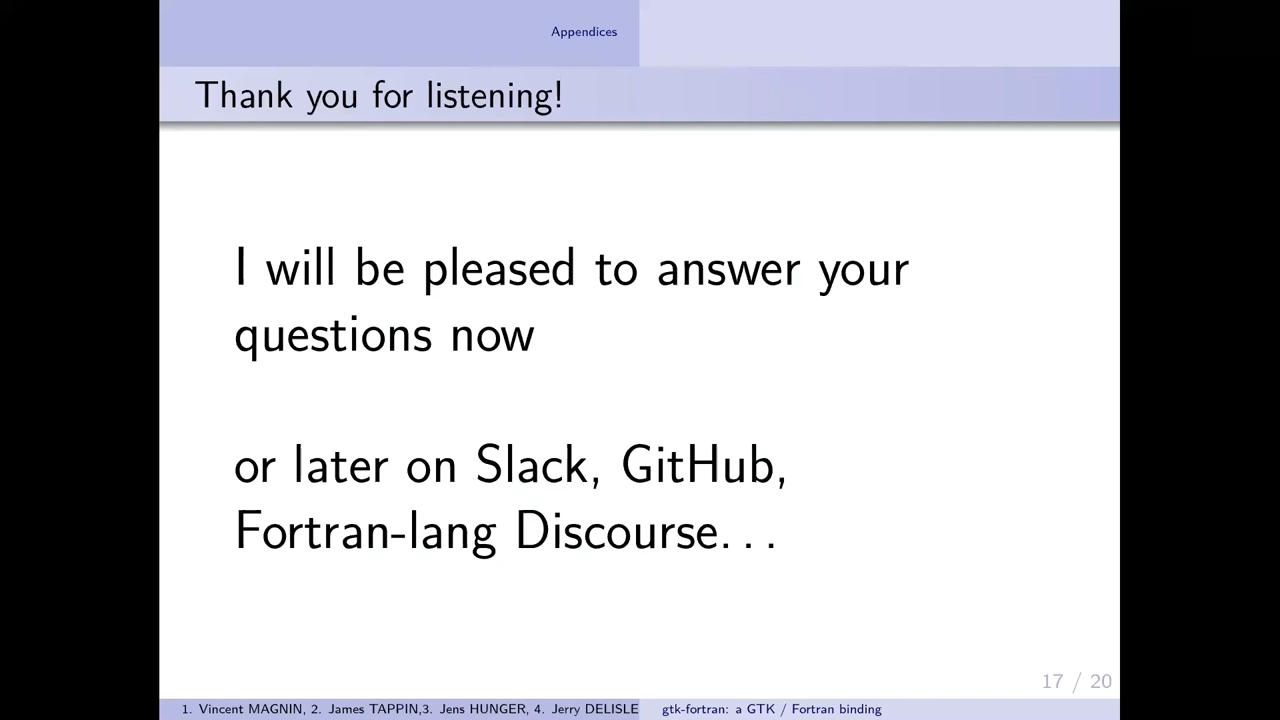 Appendices
Thank you for listening!
I will be pleased to answer your
questions now
or later on Slack, GitHub,
Fortran-lang Discourse. . .
17 / 20
1. Vincent MAGNIN, 2. James TAPPIN,3. Jens HUNGER, 4. Jerry DELISLE
gtk-fortran: a GTK / Fortran binding